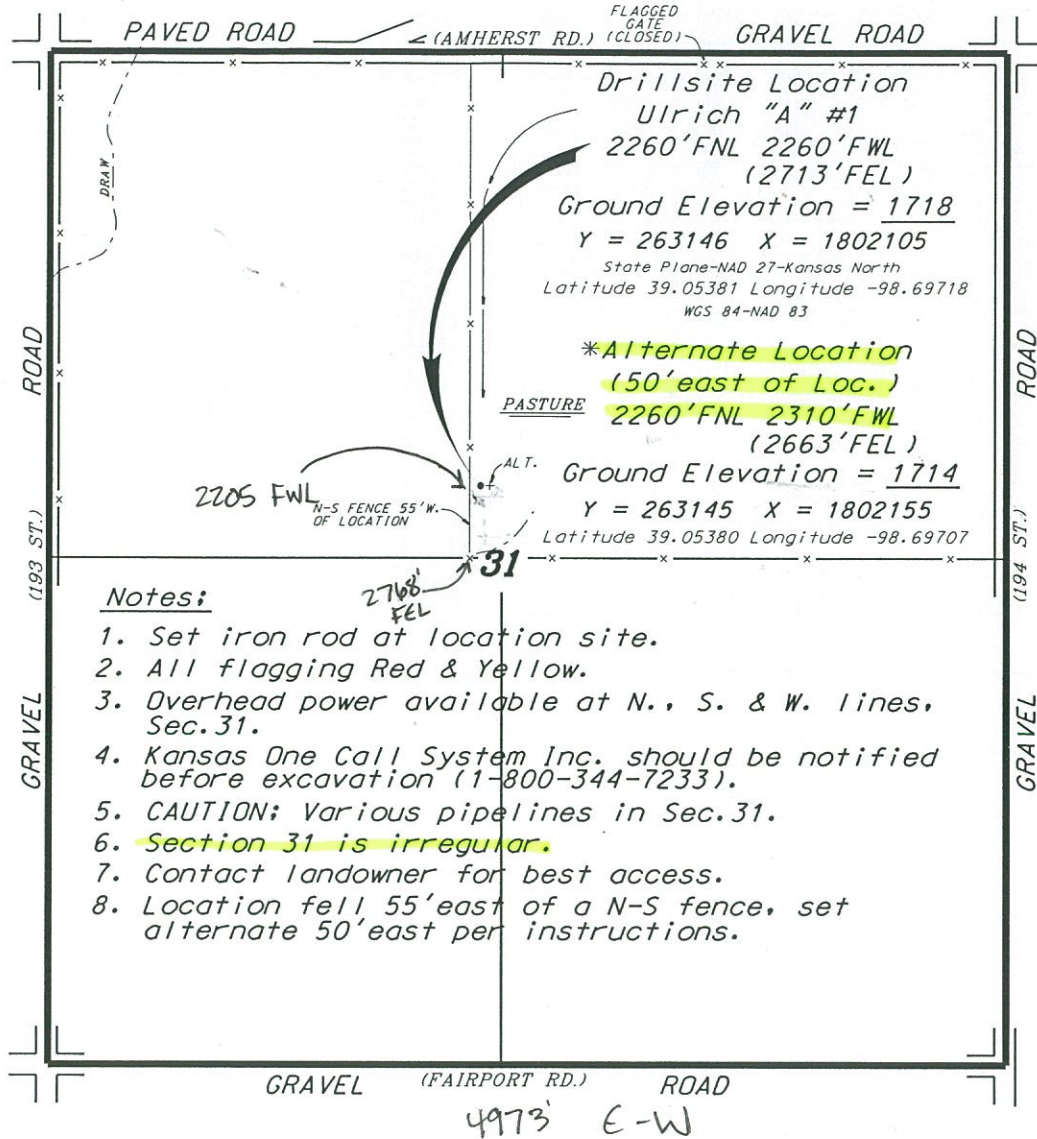 FLAGGED
GATE
(CLOSED)
PAVED ROAD
(AMHERST RD.)
GRAVEL ROAD
DRAW
Drillsite Location
Ulrich "A" #1
2260'FNL 2260'FWL
(2713'FEL)
Ground Elevation = 1718
Y = 263146 X = 1802105
State Plane-NAD 27-Kansas North
Latitude 39.05381 Longitude -98.69718
WGS 84-NAD 83
*Alternate Location
(50'east of Loc.)
PASTURE
2260'FNL 2310'FWL
(2663'FEL)
ALT.
Ground Elevation = 1714
2205 FWL
N-S FENCE 55'W.
OF LOCATION
Y = 263145 X = 1802155
Latitude 39.05380 Longitude -98.69707
31
2768'
FEL
GRAVEL (193 ST.) ROAD
GRAVEL (194 ST.) ROAD
Notes:
1. Set iron rod at location site.
2. All flagging Red & Yellow.
3. Overhead power available at N., S. & W. lines,
Sec.31.
4. Kansas One Call System Inc. should be notified
before excavation (1-800-344-7233).
5. CAUTION: Various pipelines in Sec.31.
6. Section 31 is irregular.
7. Contact landowner for best access.
8. Location fell 55'east of a N-S fence, set
alternate 50'east per instructions.
GRAVEL (FAIRPORT RD.) ROAD
4973' E-W